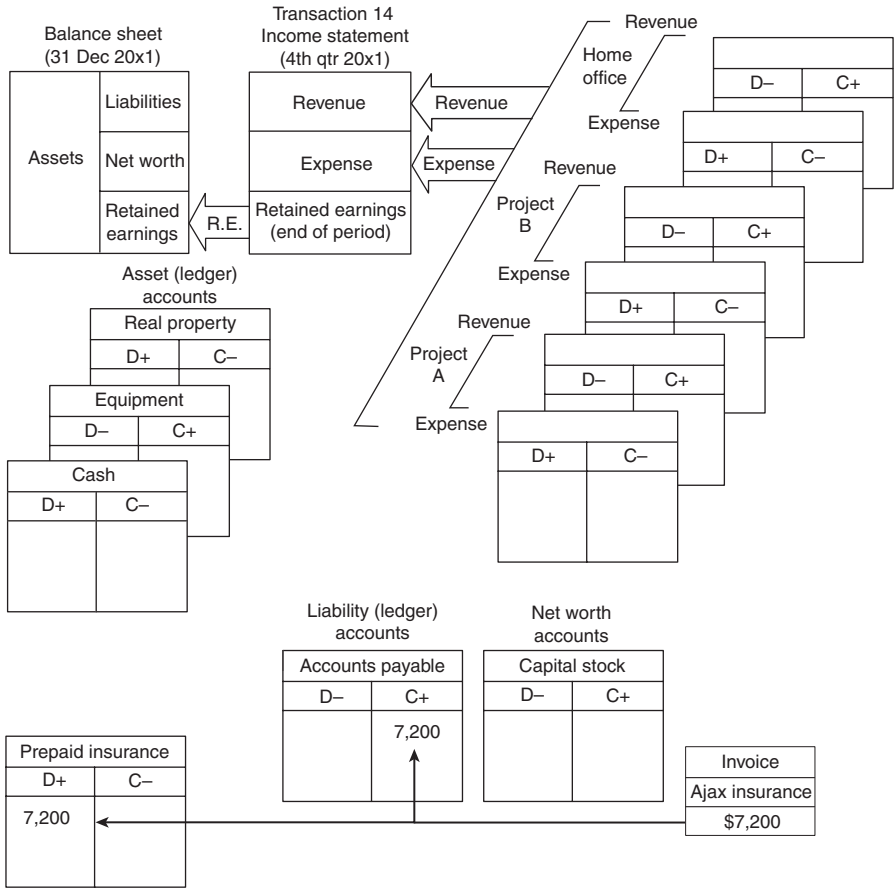 Balance sheet
(31 Dec 20x1)
Assets
Liabilities
Net worth
Retained
earnings
R.E.
Transaction 14
Income statement
(4th qtr 20x1)
Revenue
Expense
Retained earnings
(end of period)
Revenue
Expense
Revenue
Home
office
Expense
Revenue
Project
B
Expense
Revenue
Project
A
Expense
D– C+
D+ C–
D– C+
D+ C–
D– C+
D+ C–
Asset (ledger)
accounts
Real property
D+ C–
Equipment
D– C+
Cash
D+ C–
Liability (ledger)
accounts
Accounts payable
D– C+
7,200
Net worth
accounts
Capital stock
D– C+
Prepaid insurance
D+ C–
7,200
Invoice
Ajax insurance
$7,200